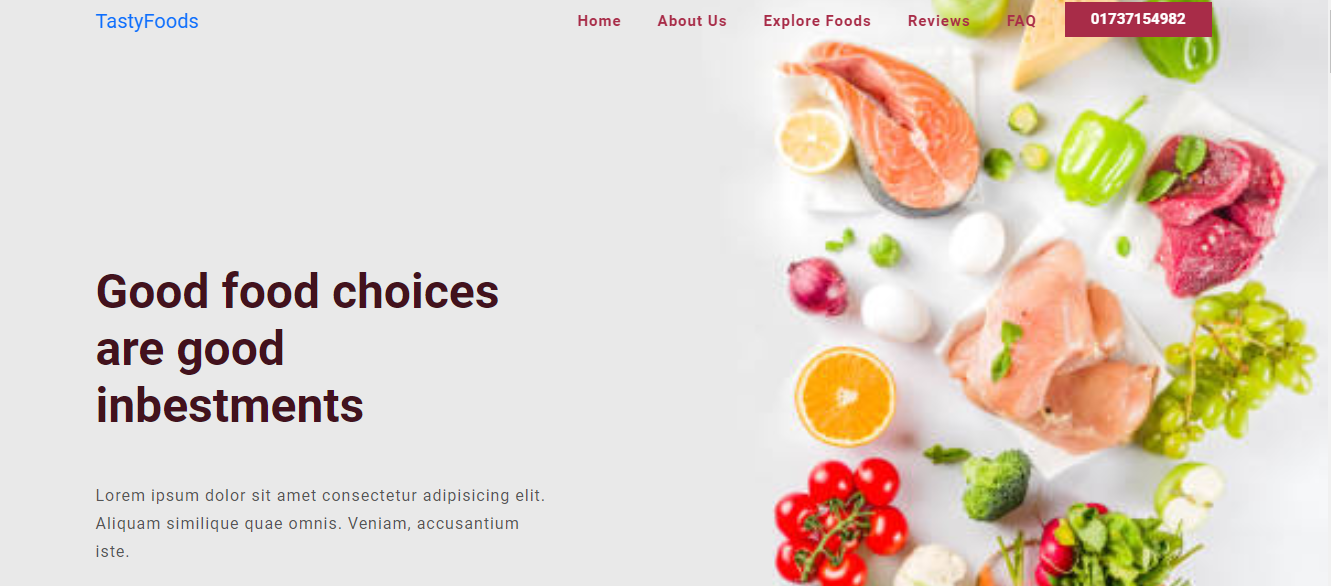 TastyFoods
Home About Us Explore Foods Reviews FAQ 01737154982
Good food choices
are good
inbestments
Lorem ipsum dolor sit amet consectetur adipisicing elit.
Aliquam similique quae omnis. Veniam, accusantium
iste.